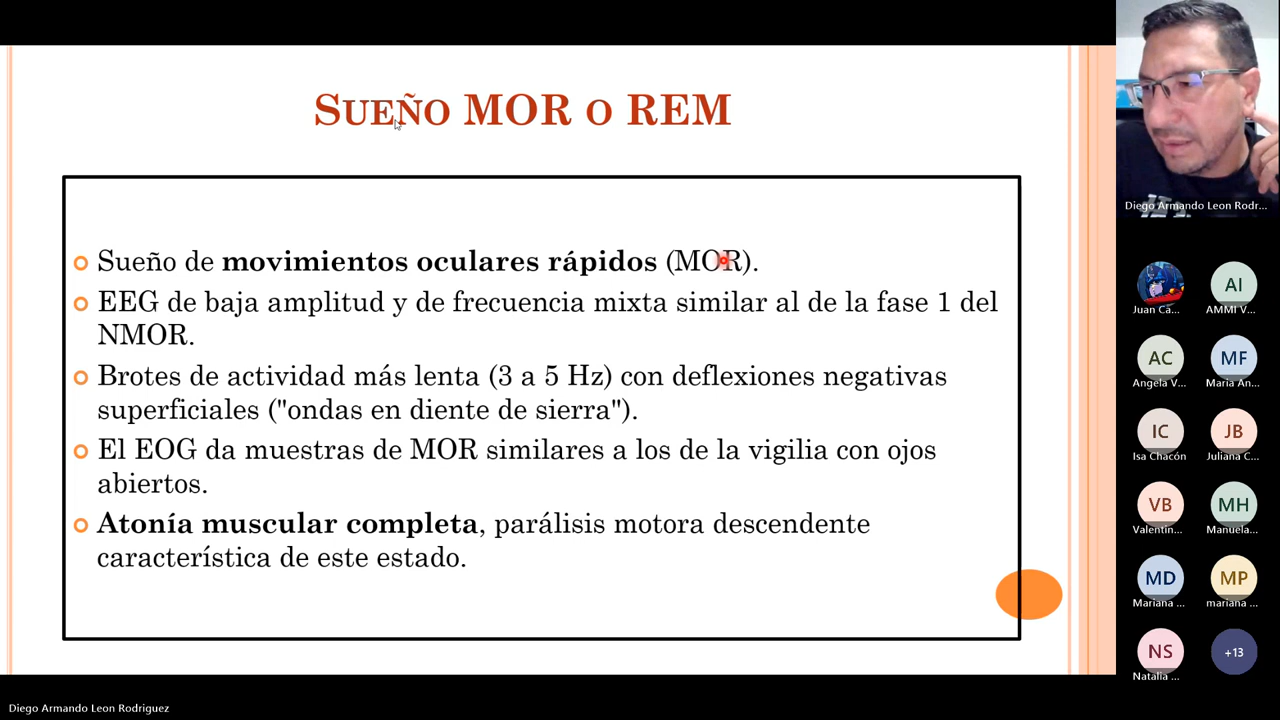 SUEÑO MOR O REM
Sueño de movimientos oculares rápidos (MOR).
EEG de baja amplitud y de frecuencia mixta similar al de la fase 1 del
NMOR.
Brotes de actividad más lenta (3 a 5 Hz) con deflexiones negativas
superficiales ("ondas en diente de sierra").
El EOG da muestras de MOR similares a los de la vigilia con ojos
abiertos.
Atonía muscular completa, parálisis motora descendente
característica de este estado.
Diego Armando Leon Rodr...
Juan Ca...
AI
AMMI V...
AC
Angela V...
MF
Maria An...
IC
Isa Chacón
JB
Juliana C...
VB
Valentin...
MH
Manuela...
MD
Mariana ...
MP
mariana ...
NS
Natalia ...
+13
Diego Armando Leon Rodriguez